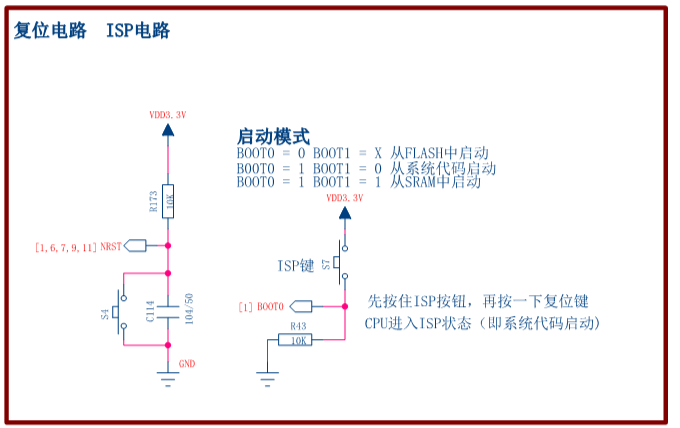 复位电路 ISP电路
VDD3,3V
启动模式
BOOT0 = 0 BOOT1 = X 从FLASH中启动
BOOT0 = 1 BOOT1 = 0 从系统代码启动
BOOT0 = 1 BOOT1 = 1 从SRAM中启动
R173
10K
VDD3,3V
[1,6,7,9,11] NRST
ISP键
S7
S4
C114
104/50
[1] BOOT0
先按住ISP按钮，再按一下复位键
CPU进入ISP状态（即系统代码启动)
R43
10K
GND